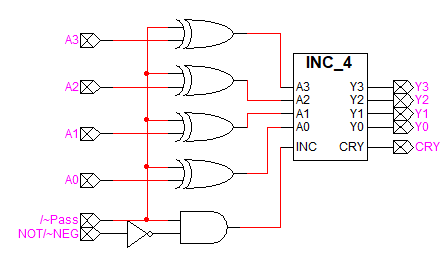 INC_4
A3
A2
A1
A0
/~Pass
NOT/~NEG
A3 Y3 Y3
A2 Y2 Y2
A1 Y1 Y1
A0 Y0 Y0
INC CRY CRY